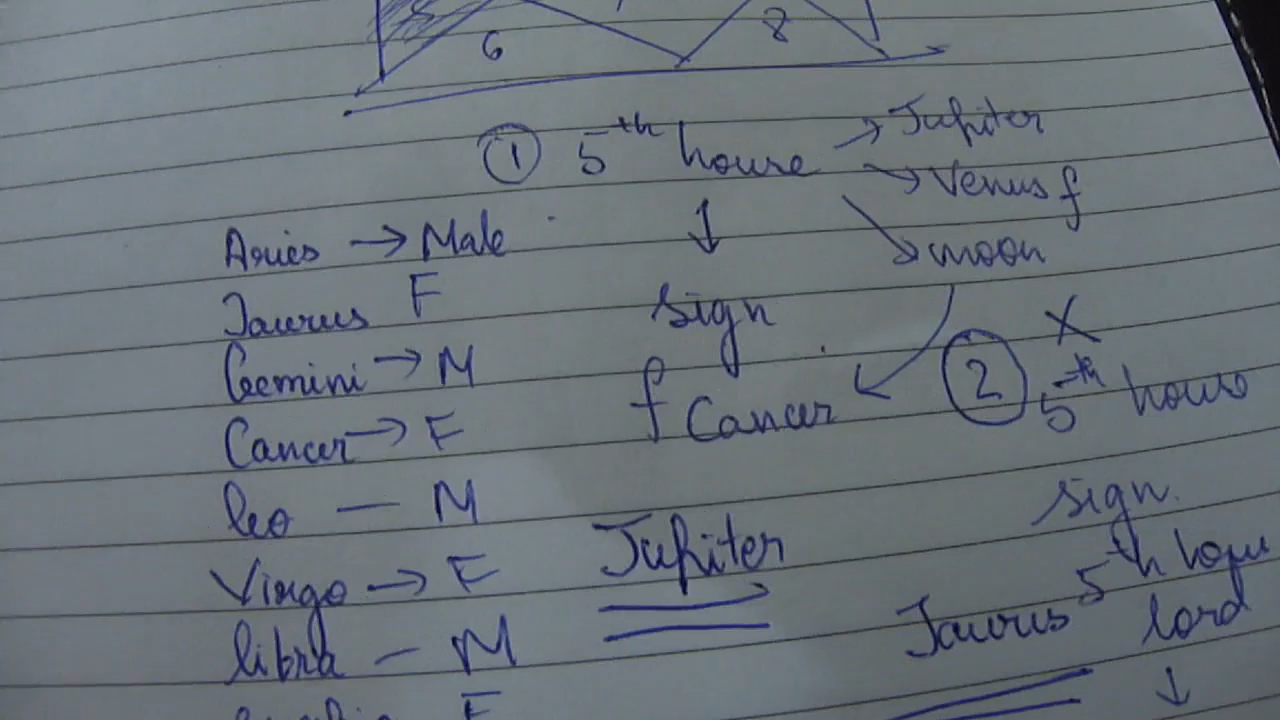 6
8
① 5th house → Jupiter
→ Venus f
→ moon
Aries → Male ↓
Taurus F sign
Gemini → M
Cancer → F f Cancer
② X
5th house
Leo — M sign.
Virgo → F Jupiter
5th house
Taurus lord
libra — M ↓
F